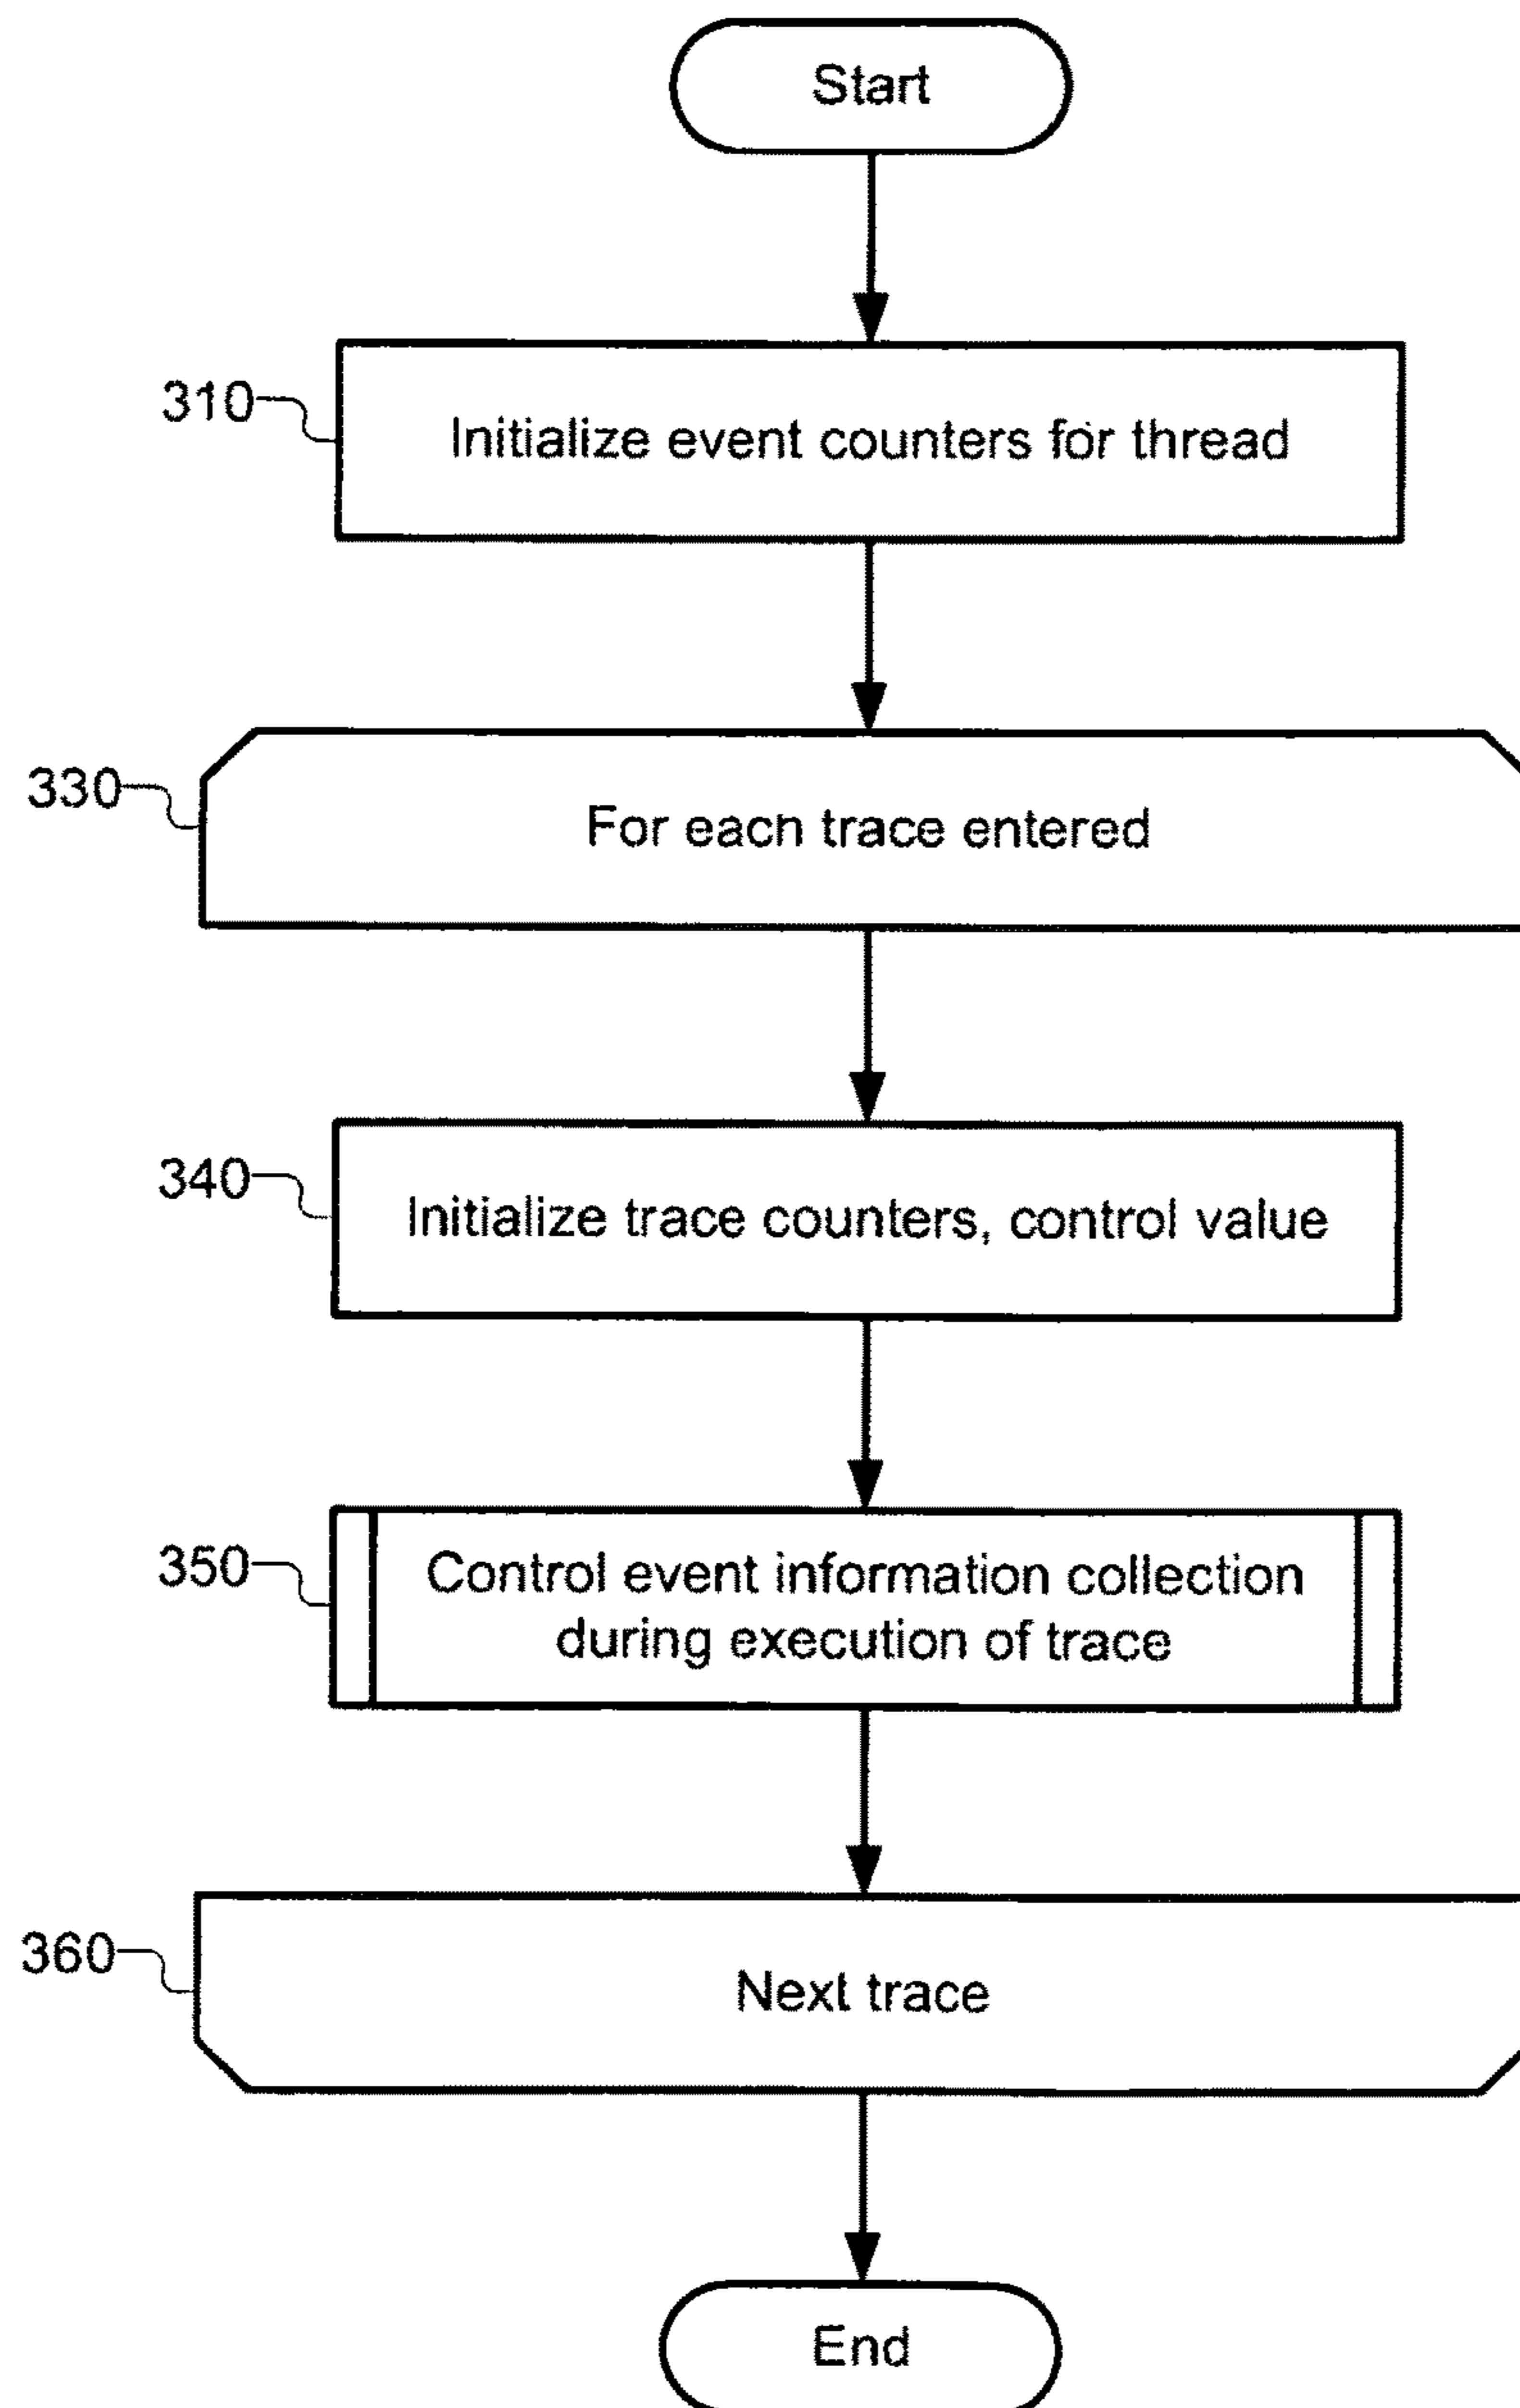 Start
310
Initialize event counters for thread
330
For each trace entered
340
Initialize trace counters, control value
350
Control event information collection
during execution of trace
360
Next trace
End